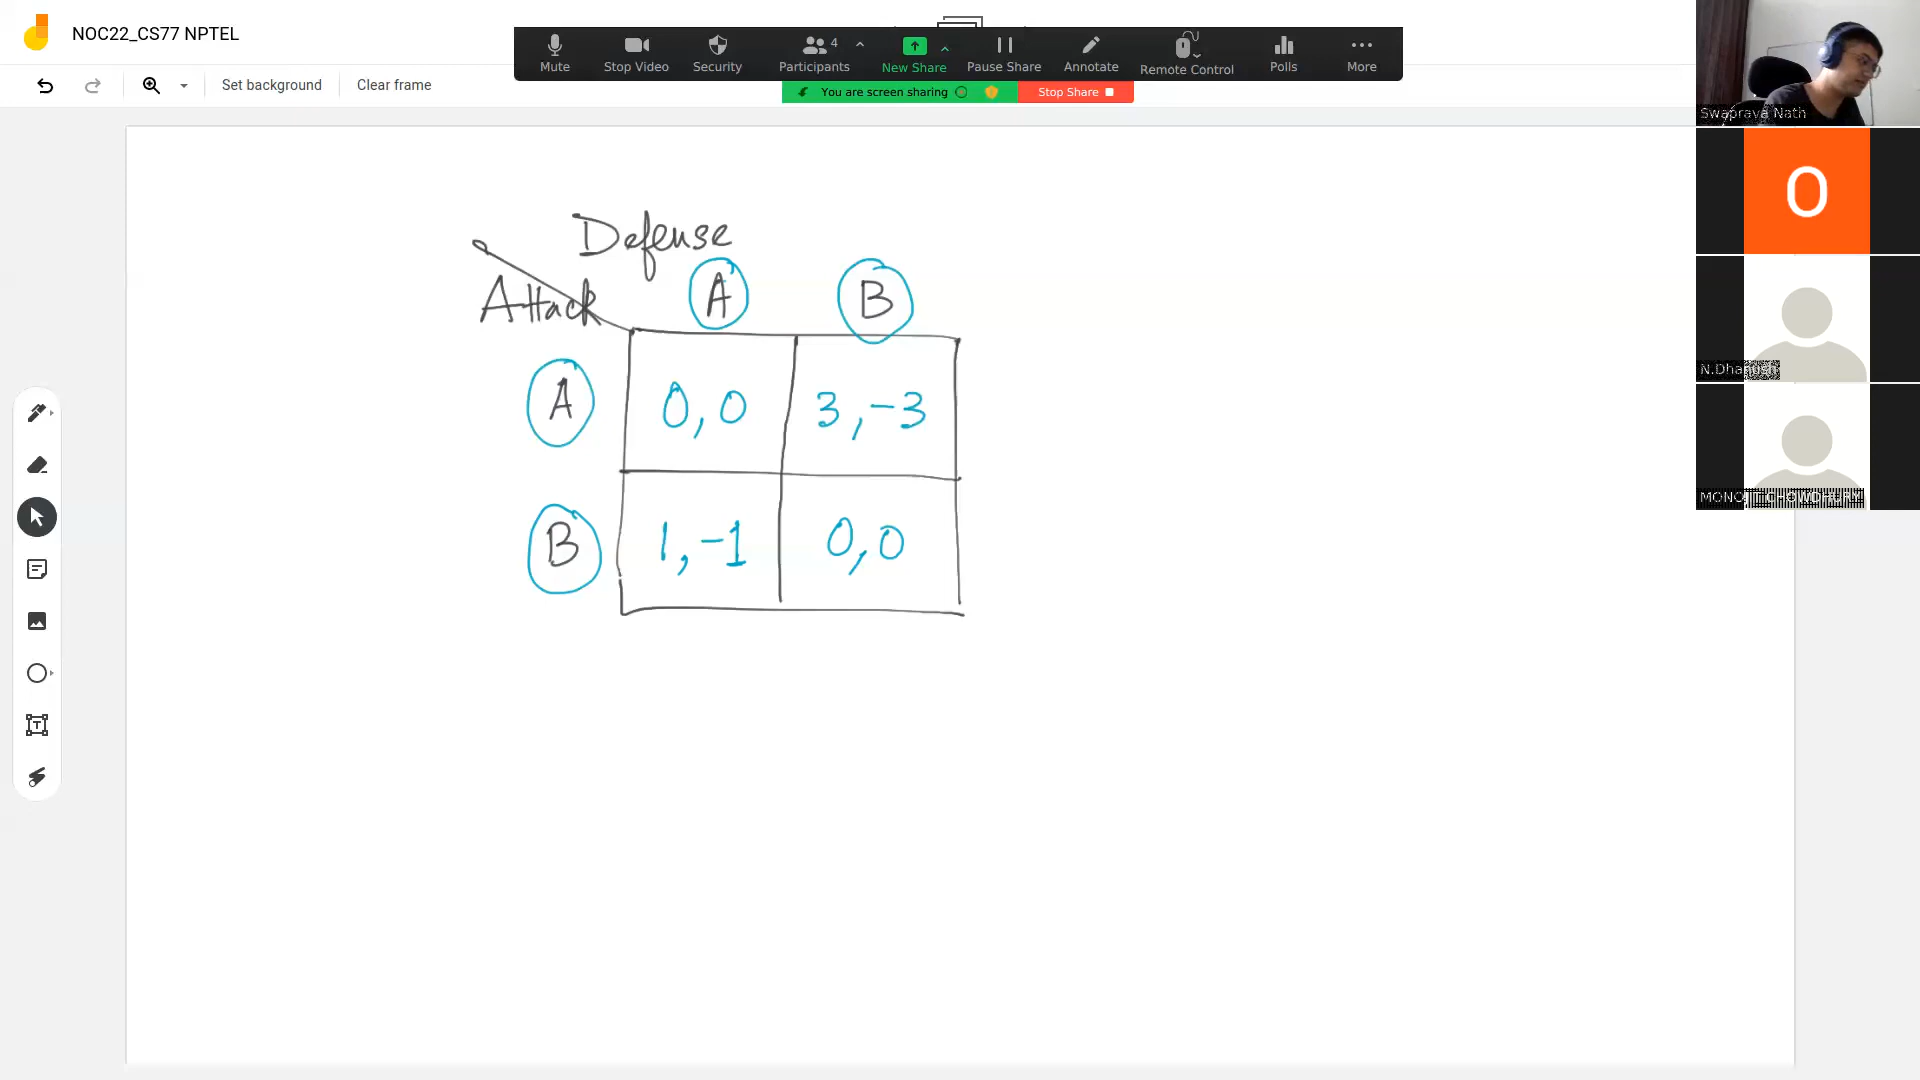 NOC22_CS77 NPTEL
Mute
Stop Video
Security
4
Participants
New Share
Pause Share
Annotate
Remote Control
Polls
More
You are screen sharing
Stop Share
Set background
Clear frame
Swaprava Nath
O
N.Dhanush
MONOJIT CHOWDHURY
Defense
Attack
A B
A 0,0 3,-3
B 1,-1 0,0
T